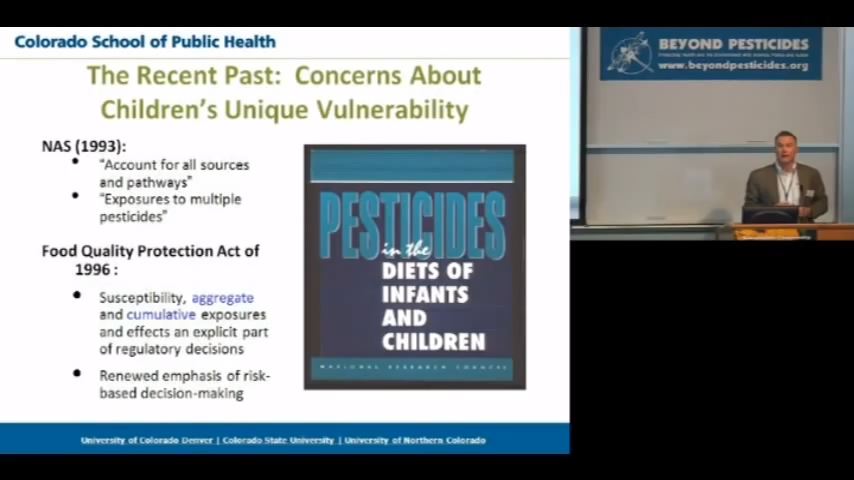 Colorado School of Public Health
The Recent Past: Concerns About
Children's Unique Vulnerability
NAS (1993):
• "Account for all sources
and pathways"
• "Exposures to multiple
pesticides"
Food Quality Protection Act of
1996 :
• Susceptibility, aggregate
and cumulative exposures
and effects an explicit part
of regulatory decisions
• Renewed emphasis of risk-
based decision-making
PESTICIDES
in the
DIETS OF
INFANTS
AND
CHILDREN
NATIONAL RESEARCH COUNCIL
University of Colorado Denver | Colorado State University | University of Northern Colorado
BEYOND PESTICIDES
www.beyondpesticides.org